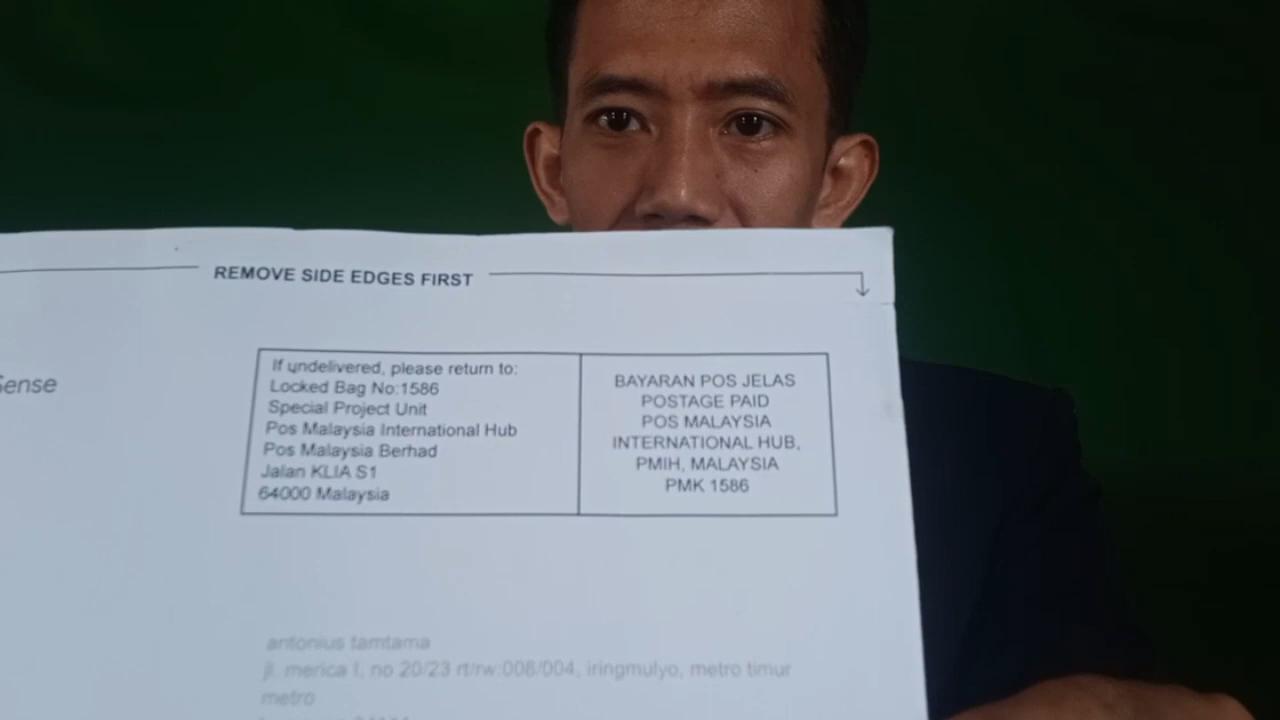 REMOVE SIDE EDGES FIRST
Sense
If undelivered, please return to:
Locked Bag No:1586
Special Project Unit
Pos Malaysia International Hub
Pos Malaysia Berhad
Jalan KLIA S1
64000 Malaysia
BAYARAN POS JELAS
POSTAGE PAID
POS MALAYSIA
INTERNATIONAL HUB,
PMIH, MALAYSIA
PMK 1586
antonius tamtama
jl. merica I, no 20/23 rt/rw:008/004, iringmulyo, metro timur
metro